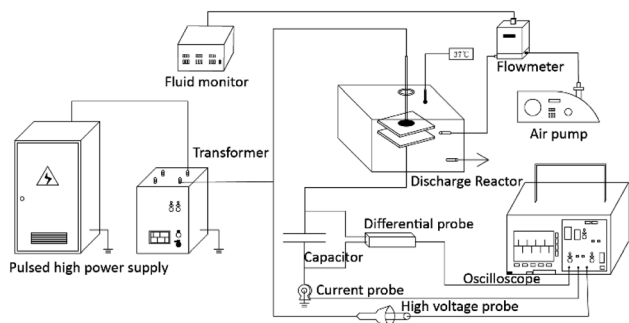 Fluid monitor
37℃
Flowmeter
Air pump
Transformer
Discharge Reactor
Pulsed high power supply
Differential probe
Capacitor
Oscilloscope
Current probe
High voltage probe